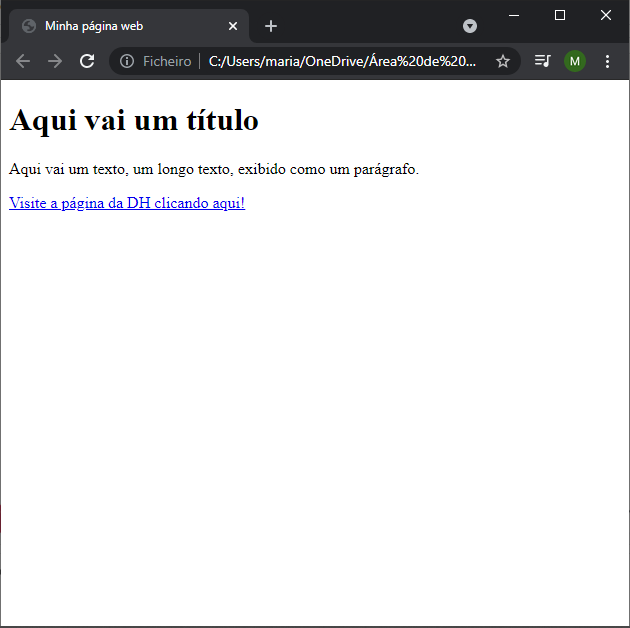 Minha página web
Ficheiro C:/Users/maria/OneDrive/Área%20de%20...
M
Aqui vai um título
Aqui vai um texto, um longo texto, exibido como um parágrafo.
Visite a página da DH clicando aqui!